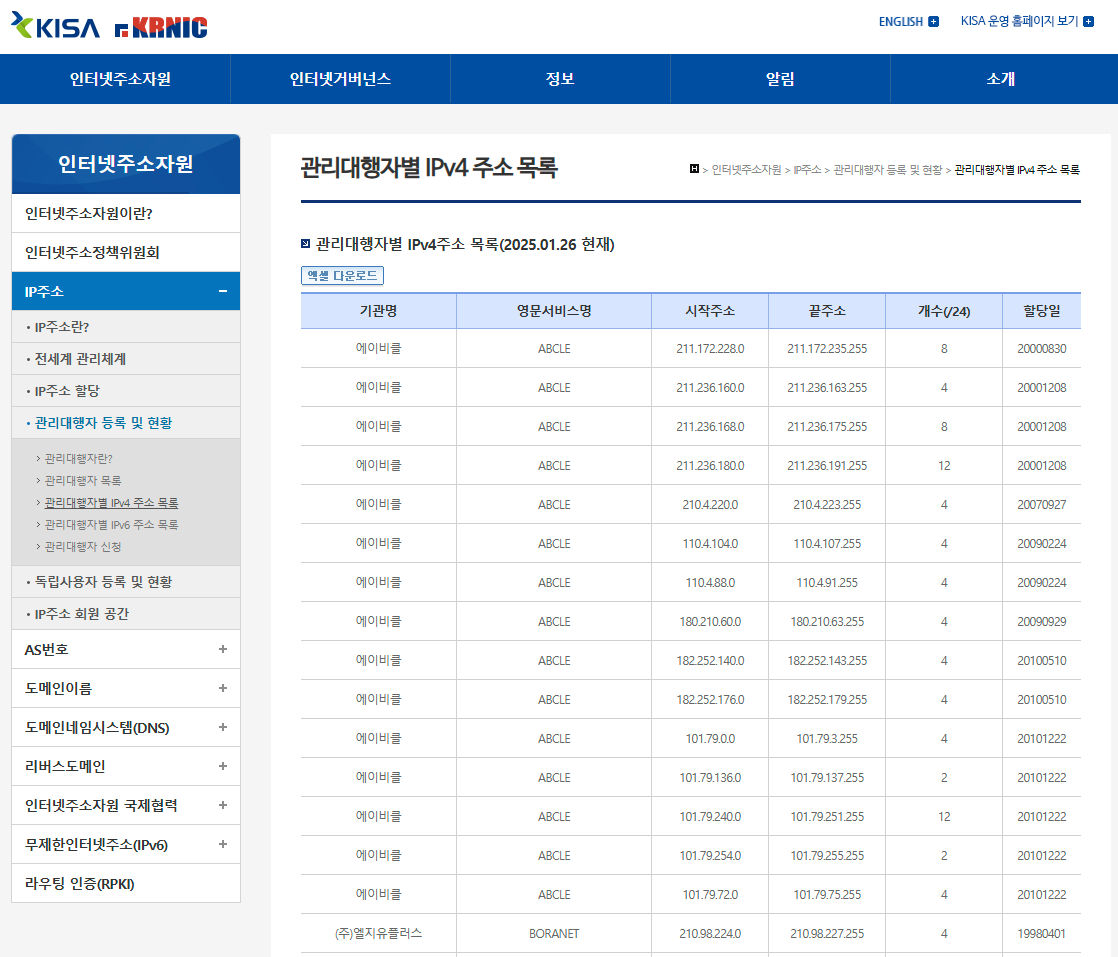 KISA KRNIC
ENGLISH
KISA 운영 홈페이지 보기
인터넷주소자원 인터넷거버넌스 정보 알림 소개
인터넷주소자원
인터넷주소자원이란?
인터넷주소정책위원회
IP주소 −
· IP주소란?
· 전세계 관리체계
· IP주소 할당
· 관리대행자 등록 및 현황
> 관리대행자란?
> 관리대행자 목록
> 관리대행자별 IPv4 주소 목록
> 관리대행자별 IPv6 주소 목록
> 관리대행자 신청
· 독립사용자 등록 및 현황
· IP주소 회원 공간
AS번호 +
도메인이름 +
도메인네임시스템(DNS) +
리버스도메인 +
인터넷주소자원 국제협력 +
무제한인터넷주소(IPv6) +
라우팅 인증(RPKI)
관리대행자별 IPv4 주소 목록
H > 인터넷주소자원 > IP주소 > 관리대행자 등록 및 현황 > 관리대행자별 IPv4 주소 목록
관리대행자별 IPv4주소 목록(2025.01.26 현재)
엑셀 다운로드
기관명 영문서비스명 시작주소 끝주소 개수(/24) 할당일
에이비클 ABCLE 211.172.228.0 211.172.235.255 8 20000830
에이비클 ABCLE 211.236.160.0 211.236.163.255 4 20001208
에이비클 ABCLE 211.236.168.0 211.236.175.255 8 20001208
에이비클 ABCLE 211.236.180.0 211.236.191.255 12 20001208
에이비클 ABCLE 210.4.220.0 210.4.223.255 4 20070927
에이비클 ABCLE 110.4.104.0 110.4.107.255 4 20090224
에이비클 ABCLE 110.4.88.0 110.4.91.255 4 20090224
에이비클 ABCLE 180.210.60.0 180.210.63.255 4 20090929
에이비클 ABCLE 182.252.140.0 182.252.143.255 4 20100510
에이비클 ABCLE 182.252.176.0 182.252.179.255 4 20100510
에이비클 ABCLE 101.79.0.0 101.79.3.255 4 20101222
에이비클 ABCLE 101.79.136.0 101.79.137.255 2 20101222
에이비클 ABCLE 101.79.240.0 101.79.251.255 12 20101222
에이비클 ABCLE 101.79.254.0 101.79.255.255 2 20101222
에이비클 ABCLE 101.79.72.0 101.79.75.255 4 20101222
(주)엘지유플러스 BORANET 210.98.224.0 210.98.227.255 4 19980401